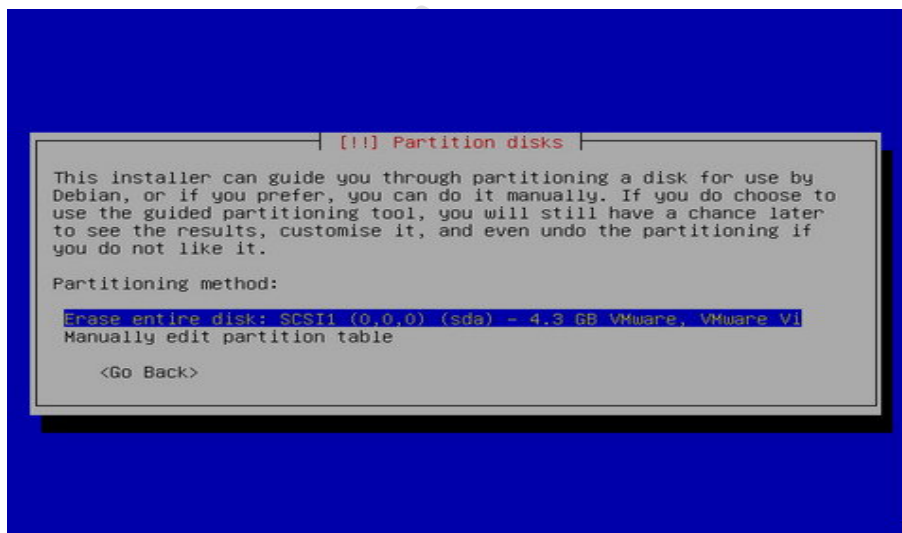 [!!] Partition disks
This installer can guide you through partitioning a disk for use by
Debian, or if you prefer, you can do it manually. If you do choose to
use the guided partitioning tool, you will still have a chance later
to see the results, customise it, and even undo the partitioning if
you do not like it.
Partitioning method:
Erase entire disk: SCSI1 (0,0,0) (sda) - 4.3 GB VMware, VMware Vi
Manually edit partition table
<Go Back>